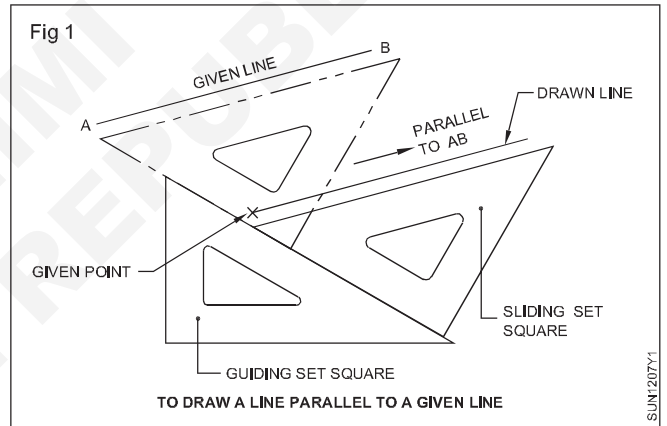 Fig 1
B
GIVEN LINE
A
DRAWN LINE
PARALLEL
TO AB
GIVEN POINT
SLIDING SET
SQUARE
GUIDING SET SQUARE
TO DRAW A LINE PARALLEL TO A GIVEN LINE
SUN1207Y1